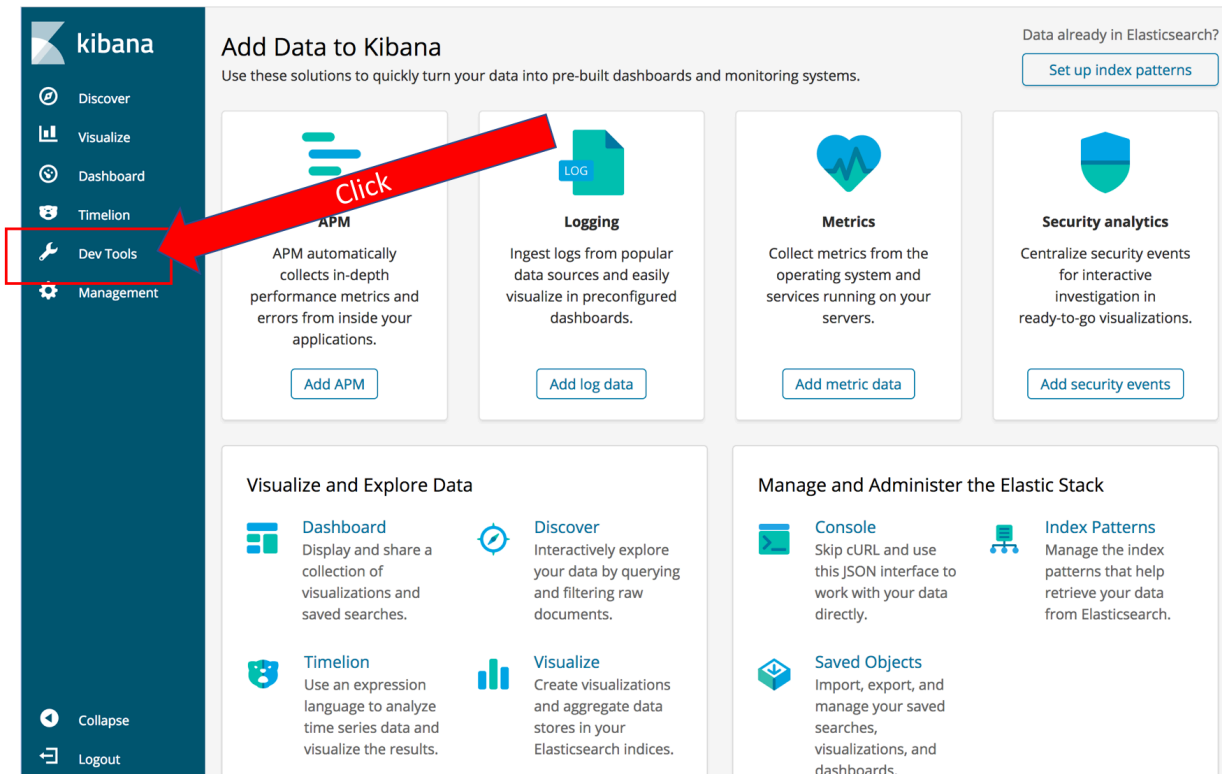 kibana
Discover
Visualize
Dashboard
Timelion
Dev Tools
Management
Collapse
Logout
Add Data to Kibana
Use these solutions to quickly turn your data into pre-built dashboards and monitoring systems.
Data already in Elasticsearch?
Set up index patterns
Click
APM
APM automatically
collects in-depth
performance metrics and
errors from inside your
applications.
Add APM
LOG
Logging
Ingest logs from popular
data sources and easily
visualize in preconfigured
dashboards.
Add log data
Metrics
Collect metrics from the
operating system and
services running on your
servers.
Add metric data
Security analytics
Centralize security events
for interactive
investigation in
ready-to-go visualizations.
Add security events
Visualize and Explore Data
Dashboard
Display and share a
collection of
visualizations and
saved searches.
Discover
Interactively explore
your data by querying
and filtering raw
documents.
Timelion
Use an expression
language to analyze
time series data and
visualize the results.
Visualize
Create visualizations
and aggregate data
stores in your
Elasticsearch indices.
Manage and Administer the Elastic Stack
Console
Skip cURL and use
this JSON interface to
work with your data
directly.
Index Patterns
Manage the index
patterns that help
retrieve your data
from Elasticsearch.
Saved Objects
Import, export, and
manage your saved
searches,
visualizations, and
dashboards.